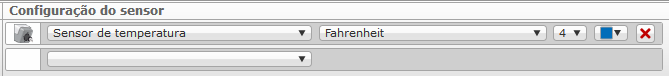 Configuração do sensor
Sensor de temperatura Fahrenheit 4